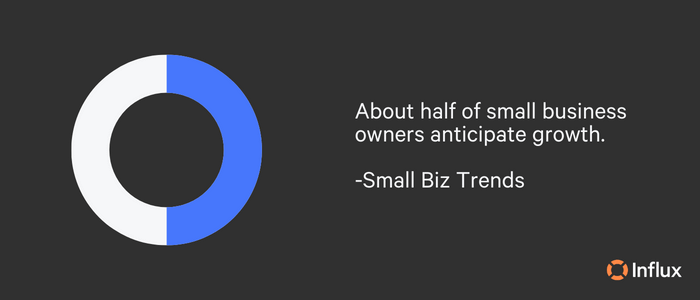 About half of small business
owners anticipate growth.
-Small Biz Trends
Influx